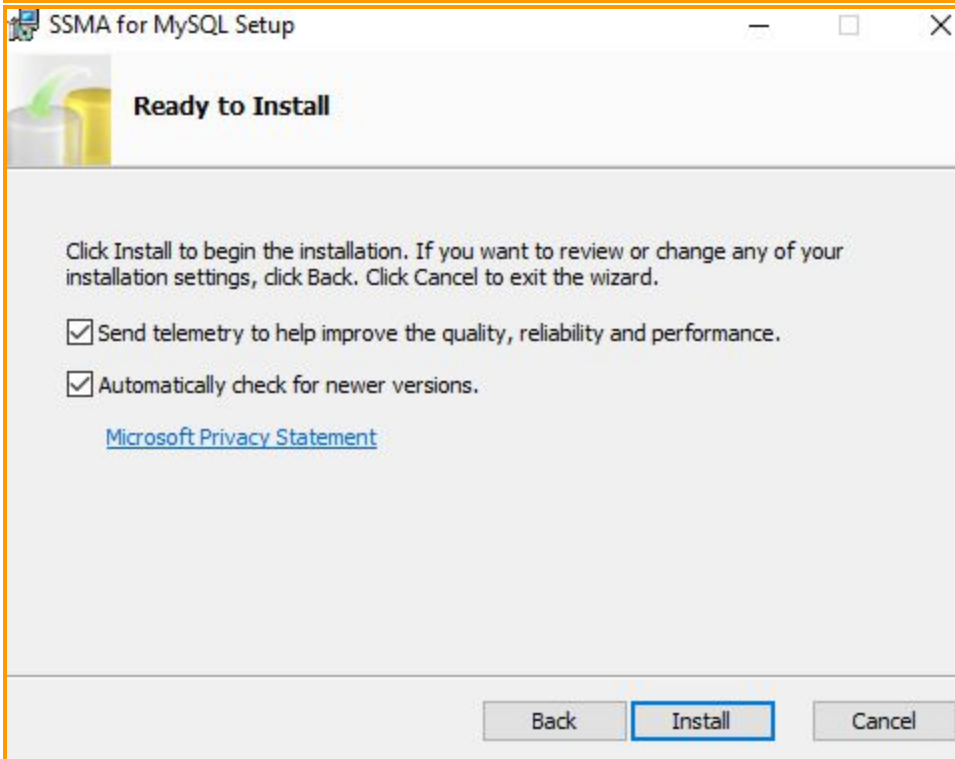 SSMA for MySQL Setup
Ready to Install
Click Install to begin the installation. If you want to review or change any of your
installation settings, click Back. Click Cancel to exit the wizard.
Send telemetry to help improve the quality, reliability and performance.
Automatically check for newer versions.
Microsoft Privacy Statement
Back Install Cancel